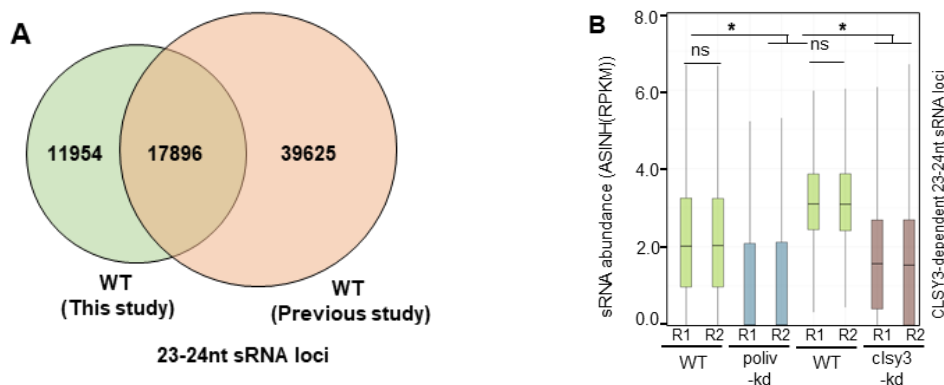 A
11954
17896
39625
WT
(This study)
WT
(Previous study)
23-24nt sRNA loci
B
sRNA abundance (ASINH(RPKM))
8.0
6.0
4.0
2.0
0.0
*
*
ns
ns
R1 R2 R1 R2 R1 R2 R1 R2
WT poliv -kd WT clsy3 -kd
CLSY3-dependent 23-24nt sRNA loci